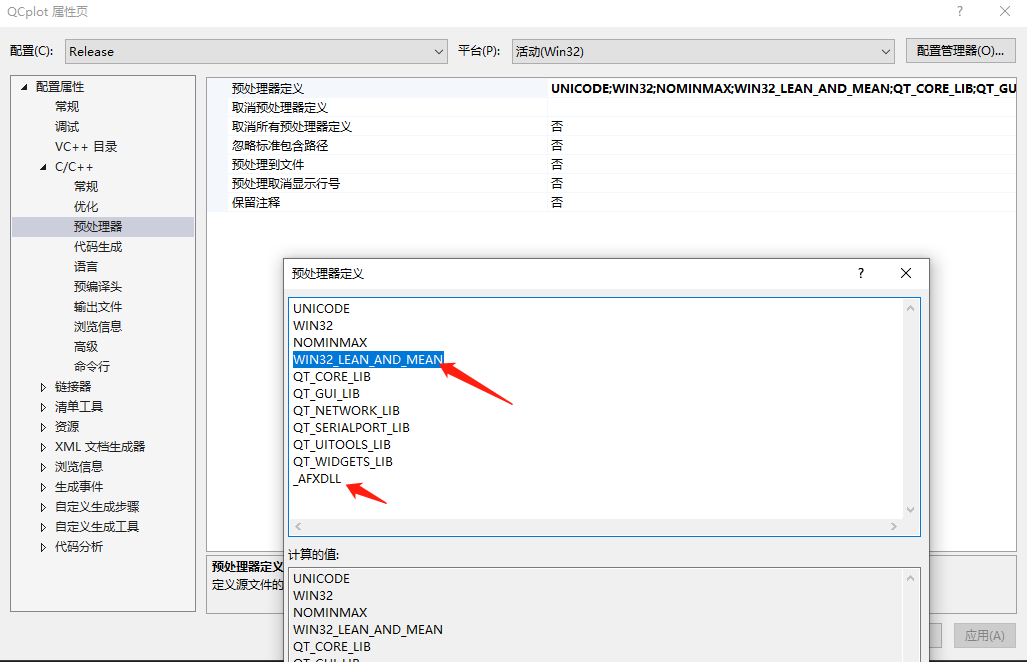 QCplot 属性页
配置(C):
Release
平台(P):
活动(Win32)
配置管理器(O)...
配置属性
常规
调试
VC++ 目录
C/C++
常规
优化
预处理器
代码生成
语言
预编译头
输出文件
浏览信息
高级
命令行
链接器
清单工具
资源
XML 文档生成器
浏览信息
生成事件
自定义生成步骤
自定义生成工具
代码分析
预处理器定义 UNICODE;WIN32;NOMINMAX;WIN32_LEAN_AND_MEAN;QT_CORE_LIB;QT_GU
取消预处理器定义
取消所有预处理器定义 否
忽略标准包含路径 否
预处理到文件 否
预处理取消显示行号 否
保留注释 否
预处理器定义
定义源文件的
预处理器定义
UNICODE
WIN32
NOMINMAX
WIN32_LEAN_AND_MEAN
QT_CORE_LIB
QT_GUI_LIB
QT_NETWORK_LIB
QT_SERIALPORT_LIB
QT_UITOOLS_LIB
QT_WIDGETS_LIB
_AFXDLL
计算的值:
UNICODE
WIN32
NOMINMAX
WIN32_LEAN_AND_MEAN
QT_CORE_LIB
应用(A)